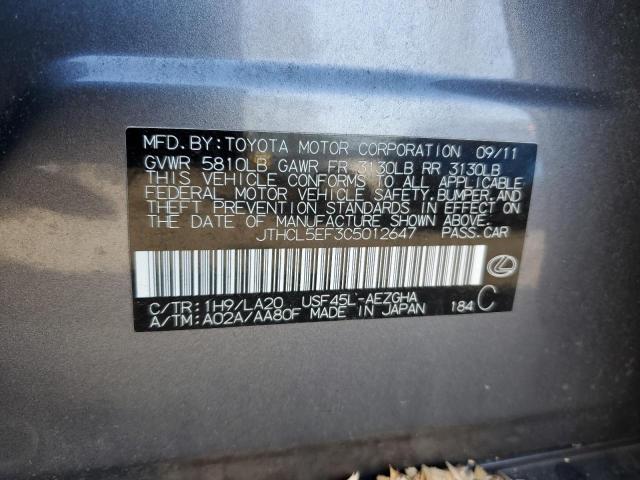 MFD.BY:TOYOTA MOTOR CORPORATION 09/11
GVWR 5810LB GAWR FR 3130LB RR 3130LB
THIS VEHICLE CONFORMS TO ALL APPLICABLE
FEDERAL MOTOR VEHICLE SAFETY,BUMPER,AND
THEFT PREVENTION STANDARDS IN EFFECT ON
THE DATE OF MANUFACTURE SHOWN ABOVE.
JTHCL5EF3C5012647 PASS.CAR
C/TR:1H9/LA20 USF45L-AEZGHA
A/TM:A02A/AA80F MADE IN JAPAN 184 C